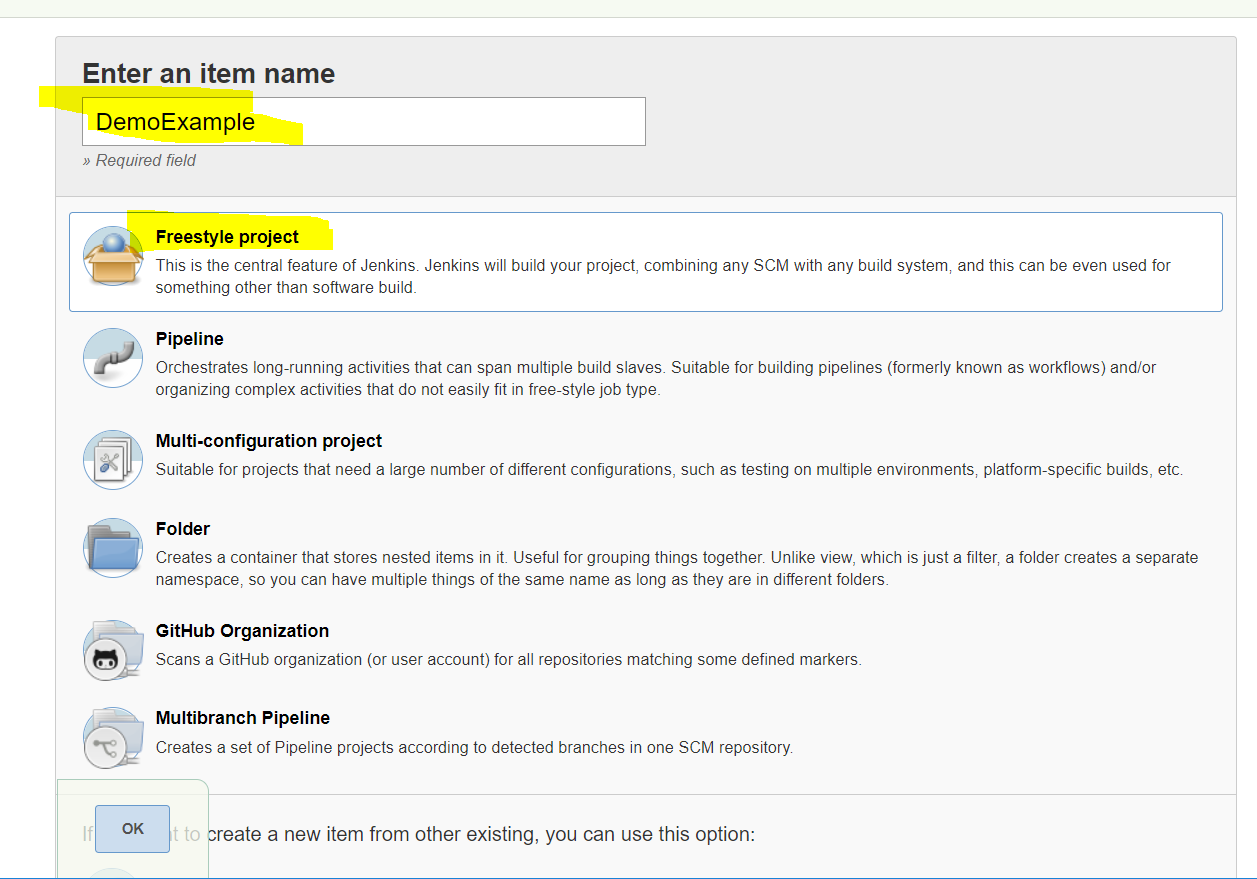 Enter an item name
DemoExample
» Required field
Freestyle project
This is the central feature of Jenkins. Jenkins will build your project, combining any SCM with any build system, and this can be even used for
something other than software build.
Pipeline
Orchestrates long-running activities that can span multiple build slaves. Suitable for building pipelines (formerly known as workflows) and/or
organizing complex activities that do not easily fit in free-style job type.
Multi-configuration project
Suitable for projects that need a large number of different configurations, such as testing on multiple environments, platform-specific builds, etc.
Folder
Creates a container that stores nested items in it. Useful for grouping things together. Unlike view, which is just a filter, a folder creates a separate
namespace, so you can have multiple things of the same name as long as they are in different folders.
GitHub Organization
Scans a GitHub organization (or user account) for all repositories matching some defined markers.
Multibranch Pipeline
Creates a set of Pipeline projects according to detected branches in one SCM repository.
OK
If to create a new item from other existing, you can use this option: